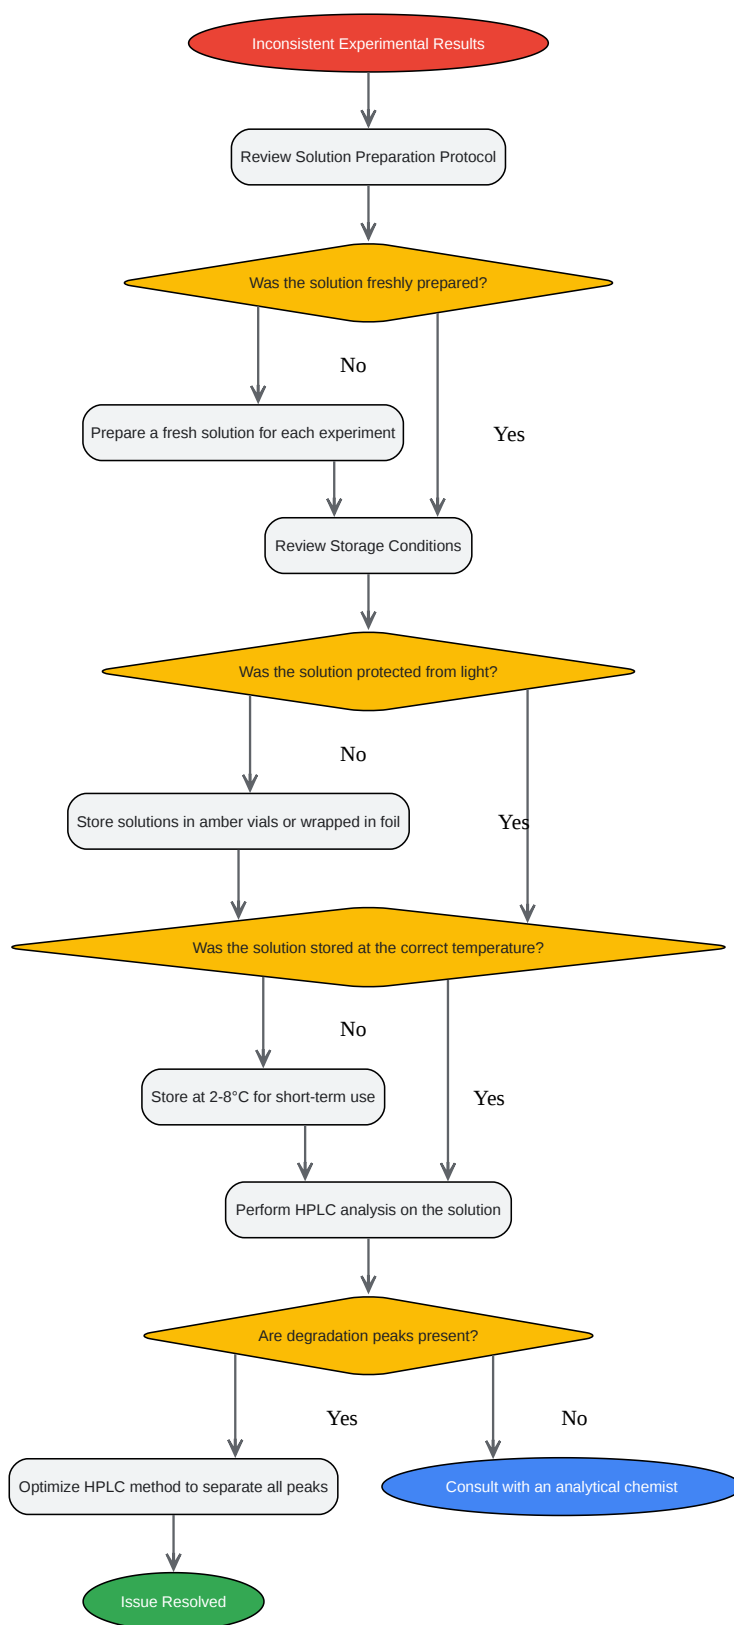 Inconsistent Experimental Results
Review Solution Preparation Protocol
Was the solution freshly prepared?
No
Prepare a fresh solution for each experiment
Yes
Review Storage Conditions
Was the solution protected from light?
No
Store solutions in amber vials or wrapped in foil
Yes
Was the solution stored at the correct temperature?
No
Store at 2-8°C for short-term use
Yes
Perform HPLC analysis on the solution
Are degradation peaks present?
Yes
No
Optimize HPLC method to separate all peaks
Consult with an analytical chemist
Issue Resolved